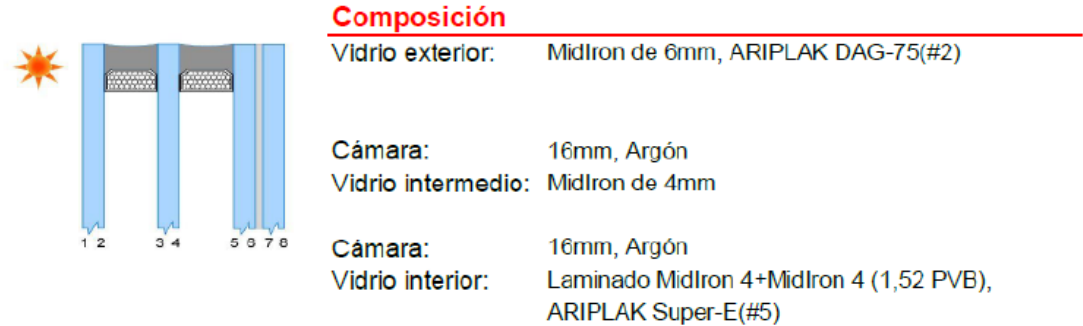 Composición
Vidrio exterior: MidIron de 6mm, ARIPLAK DAG-75(#2)
Cámara: 16mm, Argón
Vidrio intermedio: MidIron de 4mm
1 2 3 4 5 6 7 8
Cámara: 16mm, Argón
Vidrio interior: Laminado MidIron 4+MidIron 4 (1,52 PVB),
ARIPLAK Super-E(#5)